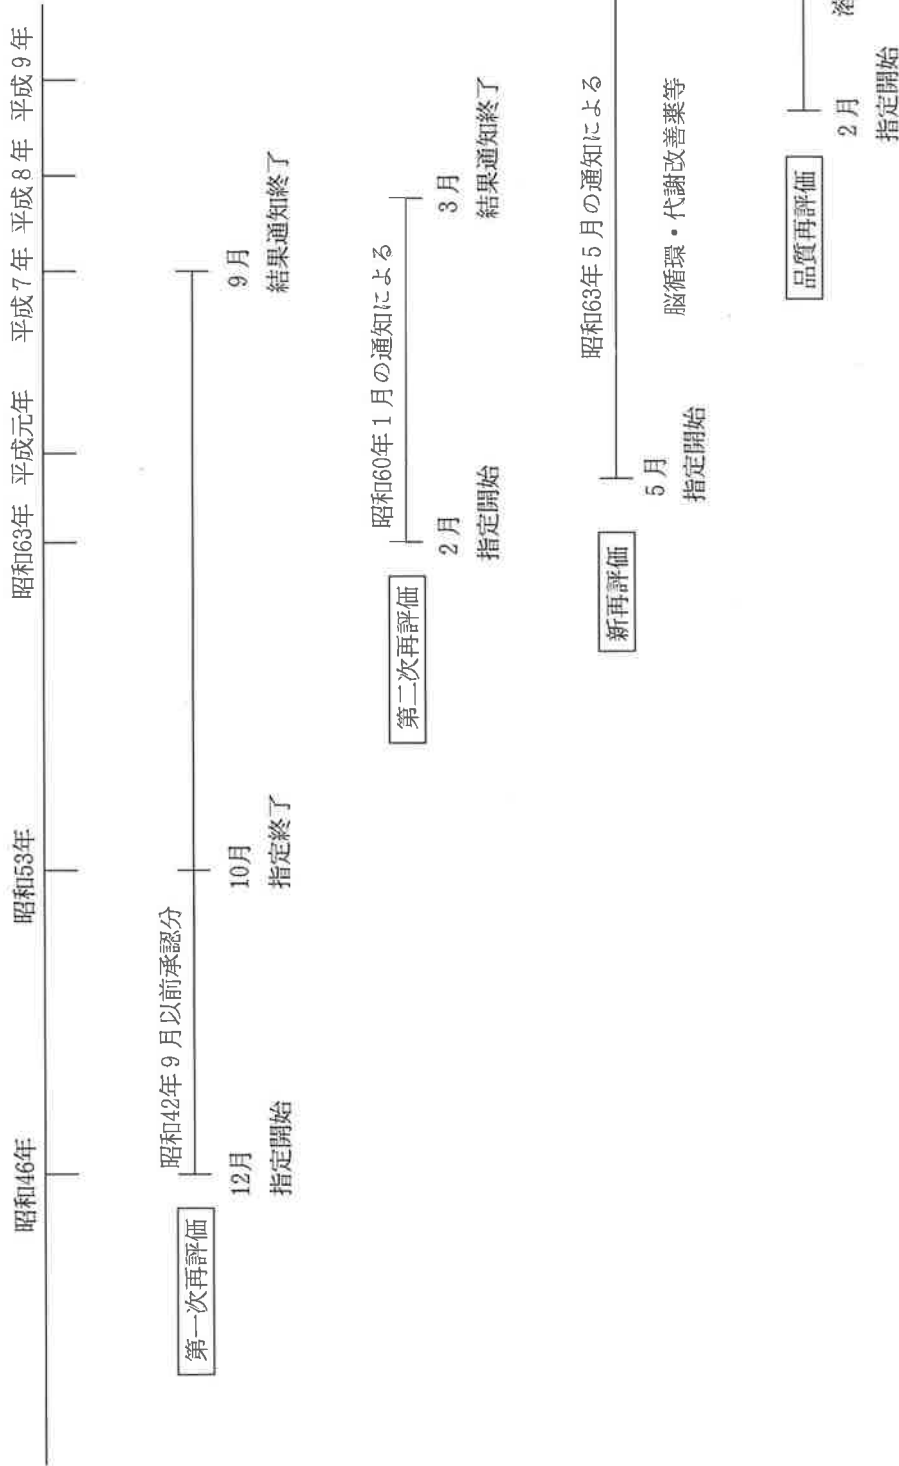 昭和46年
昭和53年
昭和63年
平成元年
平成7年
平成8年
平成9年
第一次再評価
昭和42年9月以前承認分
12月
指定開始
10月
指定終了
9月
結果通知終了
第二次再評価
昭和60年1月の通知による
2月
指定開始
3月
結果通知終了
新再評価
昭和63年5月の通知による
5月
指定開始
脳循環・代謝改善薬等
品質再評価
2月
指定開始